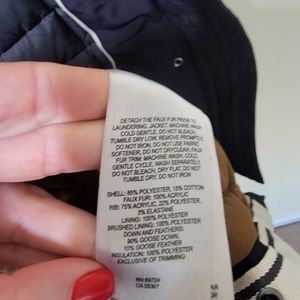 DETACH THE FAUX FUR PRIOR TO
LAUNDERING. JACKET, MACHINE WASH
COLD GENTLE, DO NOT BLEACH,
TUMBLE DRY LOW, REMOVE PROMPTLY,
DO NOT IRON, DO NOT USE FABRIC
SOFTENER, DO NOT DRYCLEAN, FAUX
FUR TRIM: MACHINE WASH, COLD,
GENTLE CYCLE, WASH SEPARATELY,
DO NOT BLEACH, DRY FLAT, DO NOT
TUMBLE DRY, DO NOT IRON
SHELL: 85% POLYESTER, 15% COTTON
FAUX FUR: 100% ACRYLIC
RIB: 75% ACRYLIC, 22% POLYESTER,
3% ELASTANE
LINING: 100% POLYESTER
BRUSHED LINING: 100% POLYESTER
DOWN AND FEATHERS:
90% GOOSE DOWN,
10% GOOSE FEATHER
INSULATION: 100% POLYESTER
EXCLUSIVE OF TRIMMING
RN 69724
CA 05367